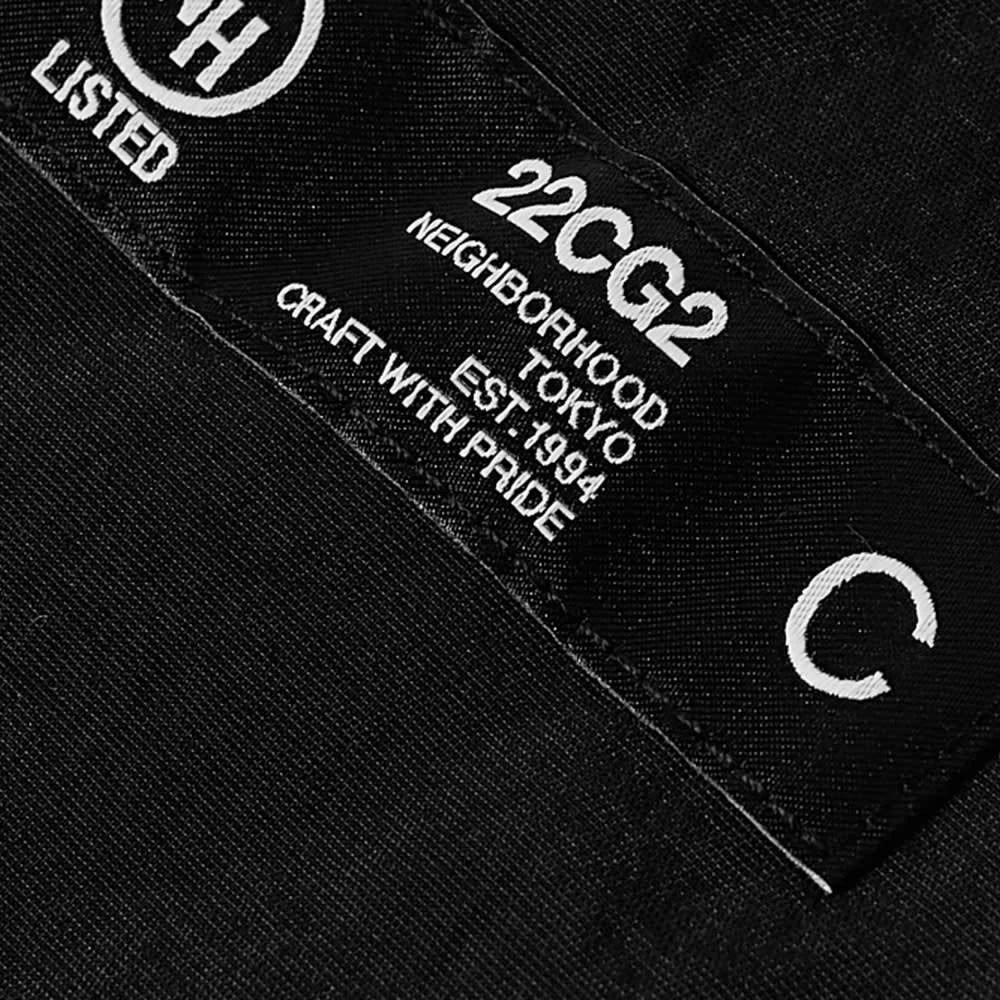 NH
LISTED
22CG2
NEIGHBORHOOD
TOKYO
EST.1994
CRAFT WITH PRIDE
C